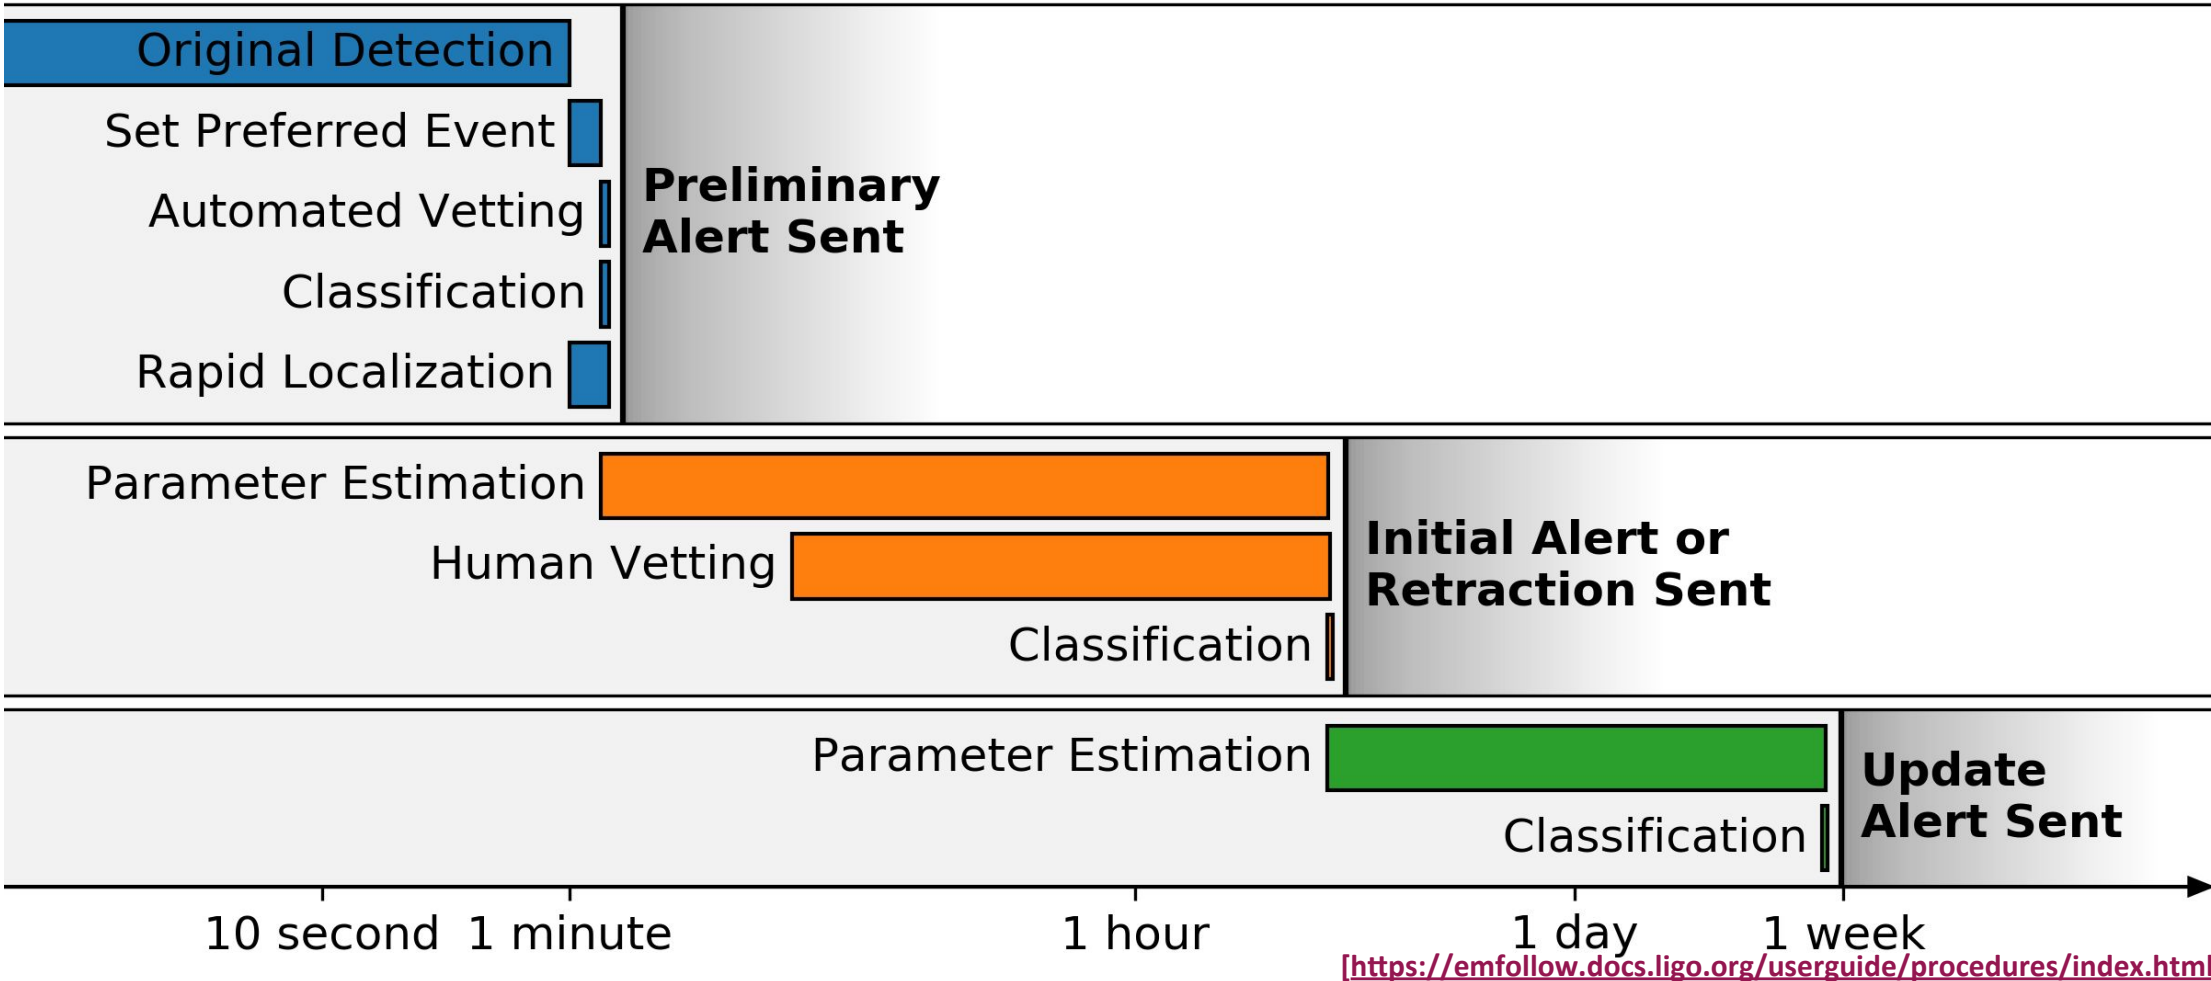 Original Detection
Set Preferred Event
Automated Vetting
Classification
Rapid Localization
Preliminary
Alert Sent
Parameter Estimation
Human Vetting
Classification
Initial Alert or
Retraction Sent
Parameter Estimation
Classification
Update
Alert Sent
10 second 1 minute 1 hour 1 day 1 week
[https://emfollow.docs.ligo.org/userguide/procedures/index.html